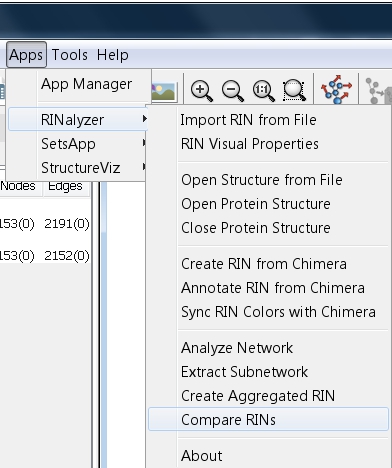 Apps Tools Help
App Manager
RINalyzer
SetsApp
StructureViz
1:1
Import RIN from File
RIN Visual Properties
Open Structure from File
Open Protein Structure
Close Protein Structure
Create RIN from Chimera
Annotate RIN from Chimera
Sync RIN Colors with Chimera
Analyze Network
Extract Subnetwork
Create Aggregated RIN
Compare RINs
About
Nodes Edges
153(0) 2191(0)
153(0) 2152(0)